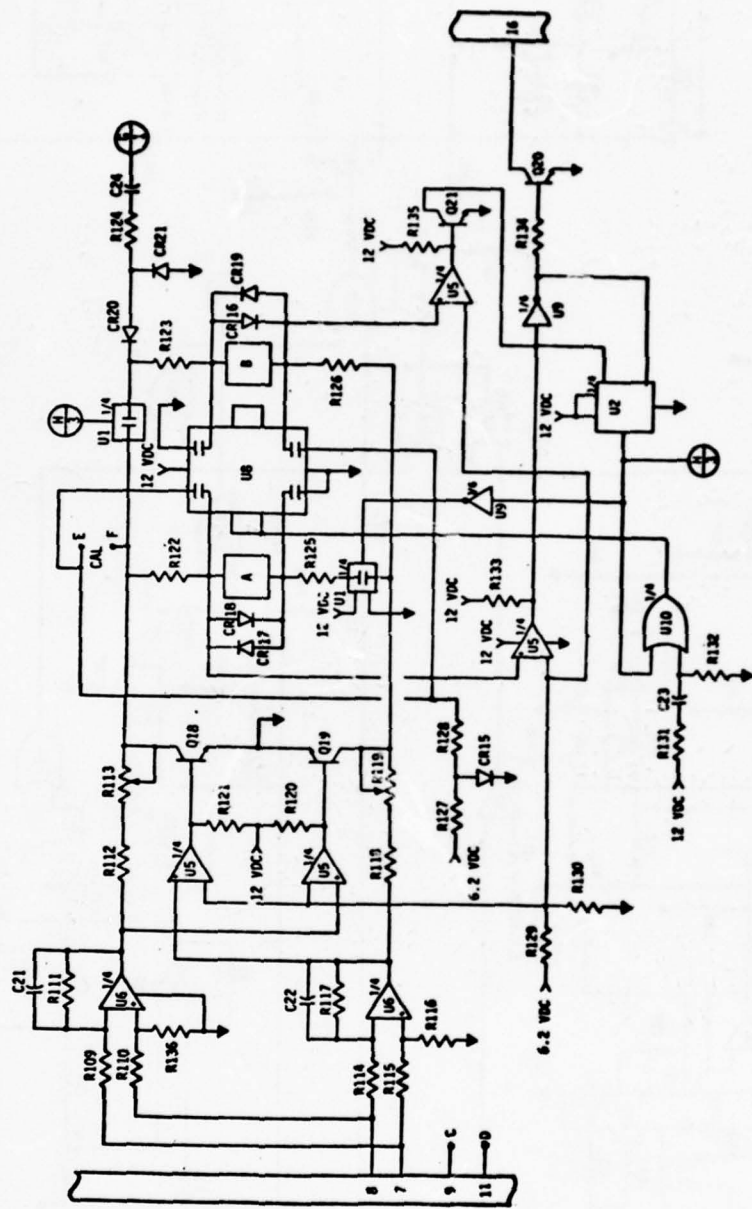 C21
R111
R109
R110
1/4
U6
R136
R112
R113
Q18
1/4
U5
R121
12 VDC
R120
1/4
U5
Q19
C22
R117
R114
R115
1/4
U6
R116
R119
8
7
9
C
11
D
E
CAL
F
R122
A
CR18
CR17
R125
12 VDC
U1
1/4
12 VDC
U8
U1
1/4
CR20
R124
C24
CR21
R123
B
CR19
CR16
R126
R127
R128
CR15
6.2 VDC
R129
6.2 VDC
R130
12 VDC
R133
12 VDC
1/4
U5
U9
12 VDC
R135
1/4
U5
Q21
1/6
U9
R134
Q20
16
12 VDC
1/4
U2
1/4
U10
C23
R131
12 VDC
R132